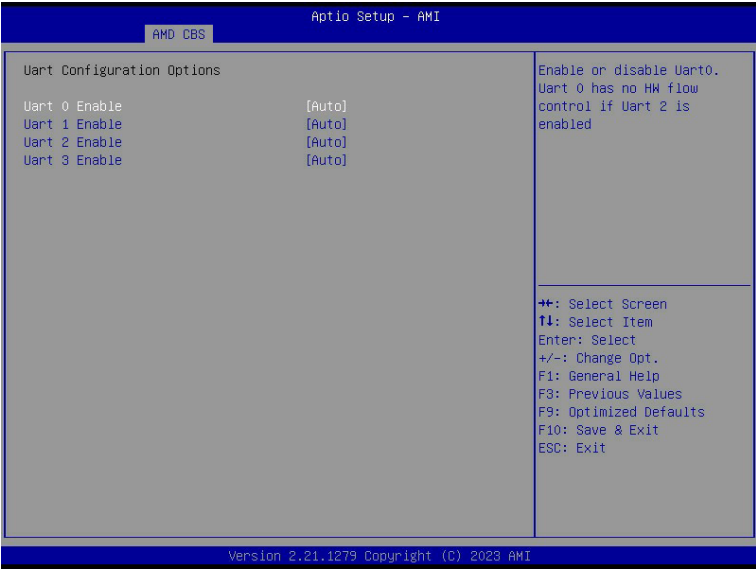 Aptio Setup – AMI
AMD CBS
Uart Configuration Options
Uart 0 Enable [Auto]
Uart 1 Enable [Auto]
Uart 2 Enable [Auto]
Uart 3 Enable [Auto]
Enable or disable Uart0.
Uart 0 has no HW flow
control if Uart 2 is
enabled
→←: Select Screen
↑↓: Select Item
Enter: Select
+/-: Change Opt.
F1: General Help
F3: Previous Values
F9: Optimized Defaults
F10: Save & Exit
ESC: Exit
Version 2.21.1279 Copyright (C) 2023 AMI